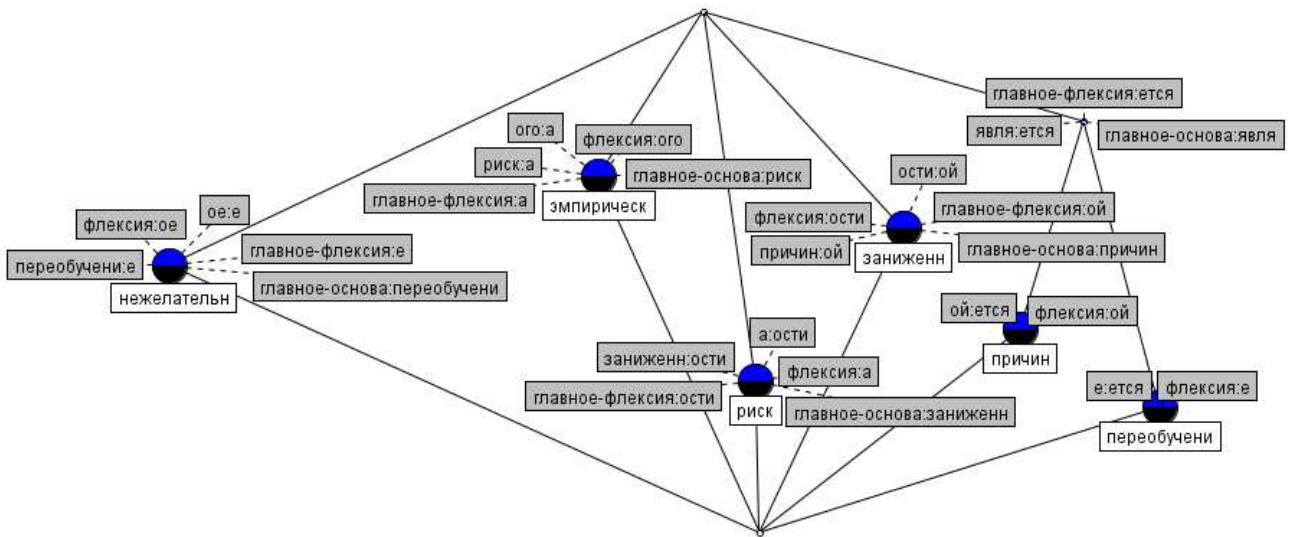 главное-флексия:ется
явля:ется
главное-основа:явля
ого:а
флексия:ого
риск:а
главное-основа:риск
главное-флексия:а
эмпирическ
ости:ой
флексия:ости
главное-флексия:ой
причин:ой
главное-основа:причин
заниженн
флексия:ое
ое:е
переобучени:е
главное-флексия:е
главное-основа:переобучени
нежелательн
ой:ется
флексия:ой
причин
а:ости
заниженн:ости
флексия:а
главное-флексия:ости
главное-основа:заниженн
риск
е:ется
флексия:е
переобучени